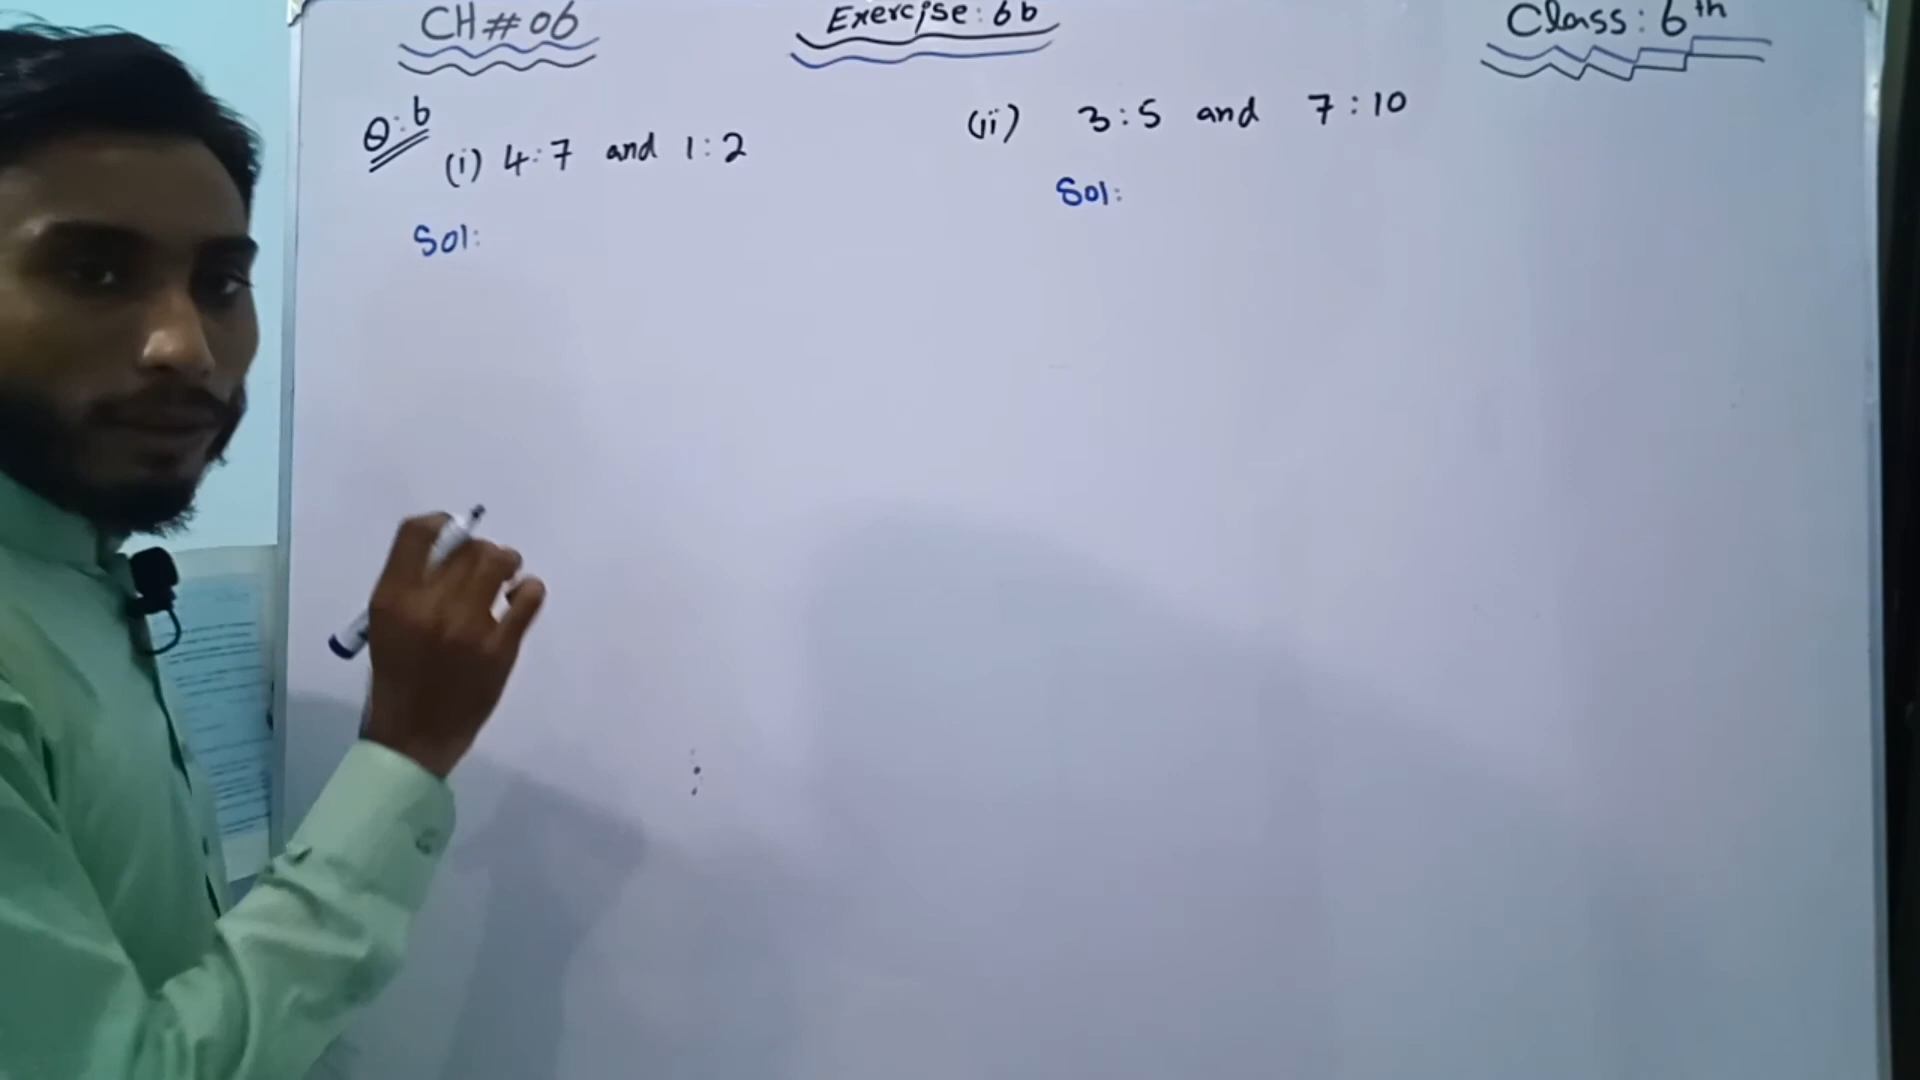 CH # 06
Exercise: 6b
Class: 6th
Q: 6
(i) 4:7 and 1:2
Sol:
(ii) 3:5 and 7:10
Sol: